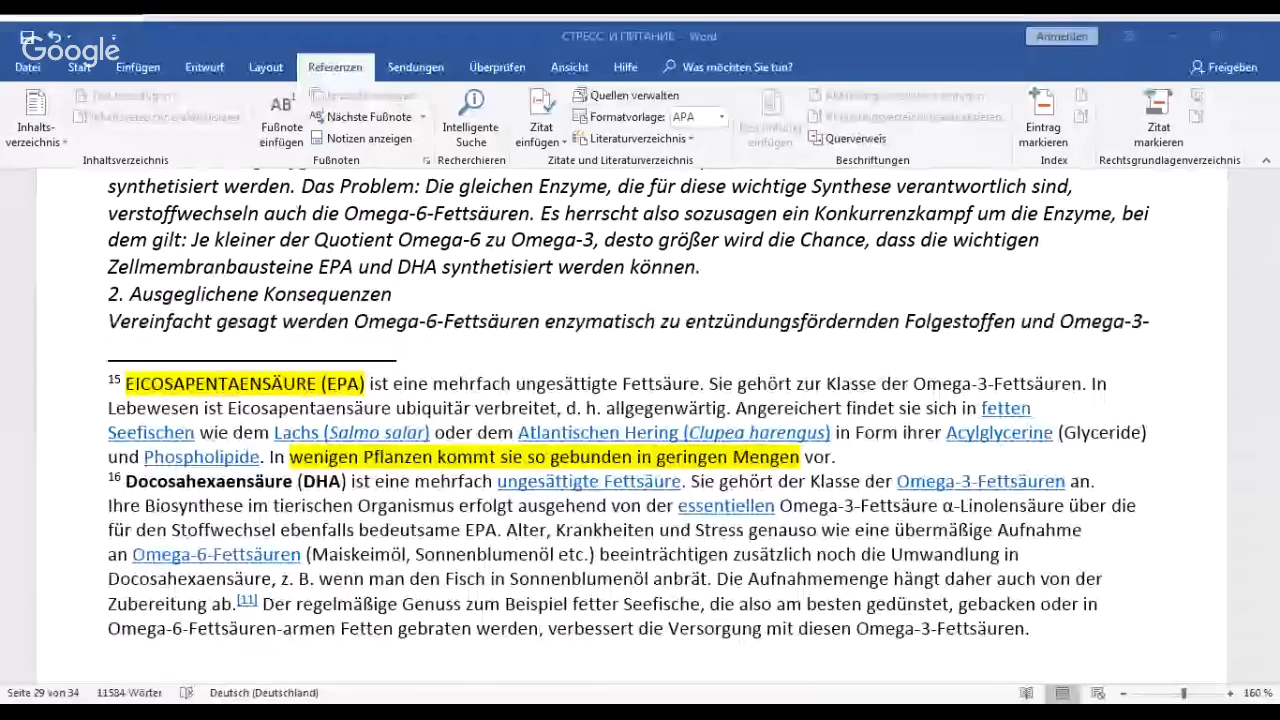 Google
СТРЕСС И ПИТАНИЕ - Word
Anmelden
Datei Start Einfügen Entwurf Layout Referenzen Sendungen Überprüfen Ansicht Hilfe Was möchten Sie tun? Freigeben
Inhalts-
verzeichnis
Inhaltsverzeichnis
AB¹
Fußnote
einfügen
Nächste Fußnote
Notizen anzeigen
Fußnoten
Intelligente
Suche
Recherchieren
Zitat
einfügen
Quellen verwalten
Formatvorlage: APA
Literaturverzeichnis
Zitate und Literaturverzeichnis
Querverweis
Beschriftungen
Eintrag
markieren
Index
Zitat
markieren
Rechtsgrundlagenverzeichnis
synthetisiert werden. Das Problem: Die gleichen Enzyme, die für diese wichtige Synthese verantwortlich sind,
verstoffwechseln auch die Omega-6-Fettsäuren. Es herrscht also sozusagen ein Konkurrenzkampf um die Enzyme, bei
dem gilt: Je kleiner der Quotient Omega-6 zu Omega-3, desto größer wird die Chance, dass die wichtigen
Zellmembranbausteine EPA und DHA synthetisiert werden können.
2. Ausgeglichene Konsequenzen
Vereinfacht gesagt werden Omega-6-Fettsäuren enzymatisch zu entzündungsfördernden Folgestoffen und Omega-3-
15 EICOSAPENTAENSÄURE (EPA) ist eine mehrfach ungesättigte Fettsäure. Sie gehört zur Klasse der Omega-3-Fettsäuren. In
Lebewesen ist Eicosapentaensäure ubiquitär verbreitet, d. h. allgegenwärtig. Angereichert findet sie sich in fetten
Seefischen wie dem Lachs (Salmo salar) oder dem Atlantischen Hering (Clupea harengus) in Form ihrer Acylglycerine (Glyceride)
und Phospholipide. In wenigen Pflanzen kommt sie so gebunden in geringen Mengen vor.
16 Docosahexaensäure (DHA) ist eine mehrfach ungesättigte Fettsäure. Sie gehört der Klasse der Omega-3-Fettsäuren an.
Ihre Biosynthese im tierischen Organismus erfolgt ausgehend von der essentiellen Omega-3-Fettsäure α-Linolensäure über die
für den Stoffwechsel ebenfalls bedeutsame EPA. Alter, Krankheiten und Stress genauso wie eine übermäßige Aufnahme
an Omega-6-Fettsäuren (Maiskeimöl, Sonnenblumenöl etc.) beeinträchtigen zusätzlich noch die Umwandlung in
Docosahexaensäure, z. B. wenn man den Fisch in Sonnenblumenöl anbrät. Die Aufnahmemenge hängt daher auch von der
Zubereitung ab.[11] Der regelmäßige Genuss zum Beispiel fetter Seefische, die also am besten gedünstet, gebacken oder in
Omega-6-Fettsäuren-armen Fetten gebraten werden, verbessert die Versorgung mit diesen Omega-3-Fettsäuren.
Seite 29 von 34 11584 Wörter Deutsch (Deutschland) 160 %